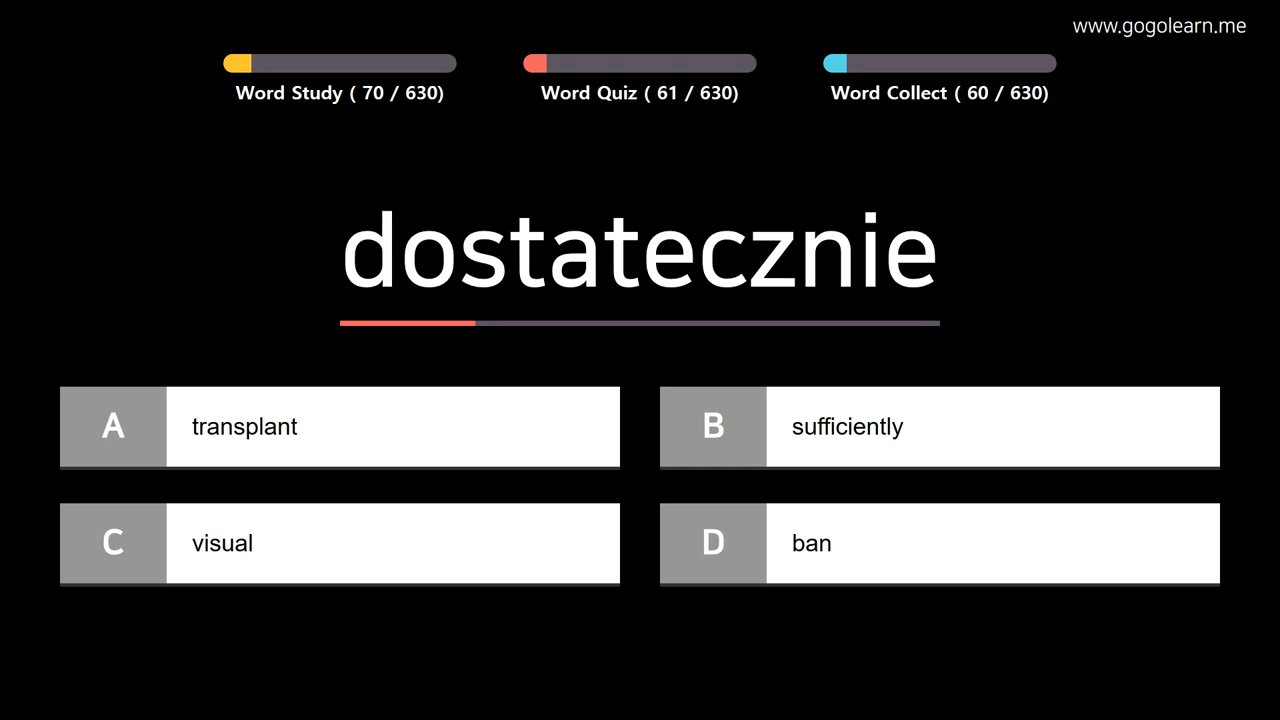 www.gogolearn.me
Word Study ( 70 / 630)
Word Quiz ( 61 / 630)
Word Collect ( 60 / 630)
dostatecznie
A transplant
B sufficiently
C visual
D ban